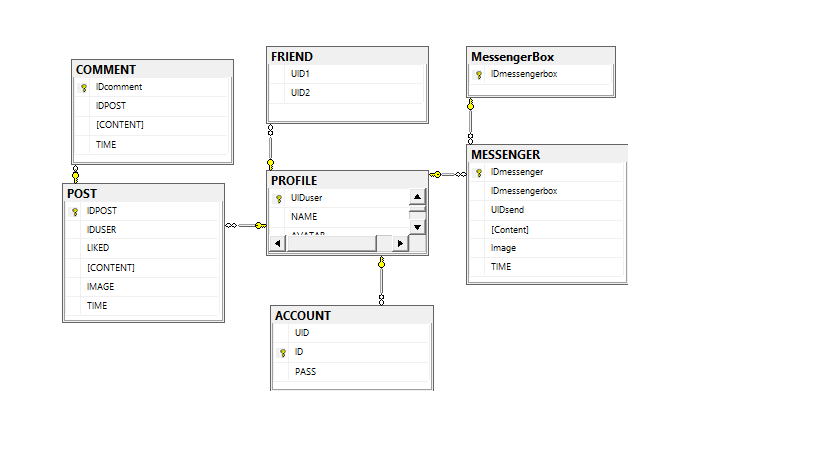 COMMENT
IDcomment
IDPOST
[CONTENT]
TIME
FRIEND
UID1
UID2
MessengerBox
IDmessengerbox
MESSENGER
IDmessenger
IDmessengerbox
UIDsend
[Content]
Image
TIME
PROFILE
UIDuser
NAME
AVATAR
POST
IDPOST
IDUSER
LIKED
[CONTENT]
IMAGE
TIME
ACCOUNT
UID
ID
PASS